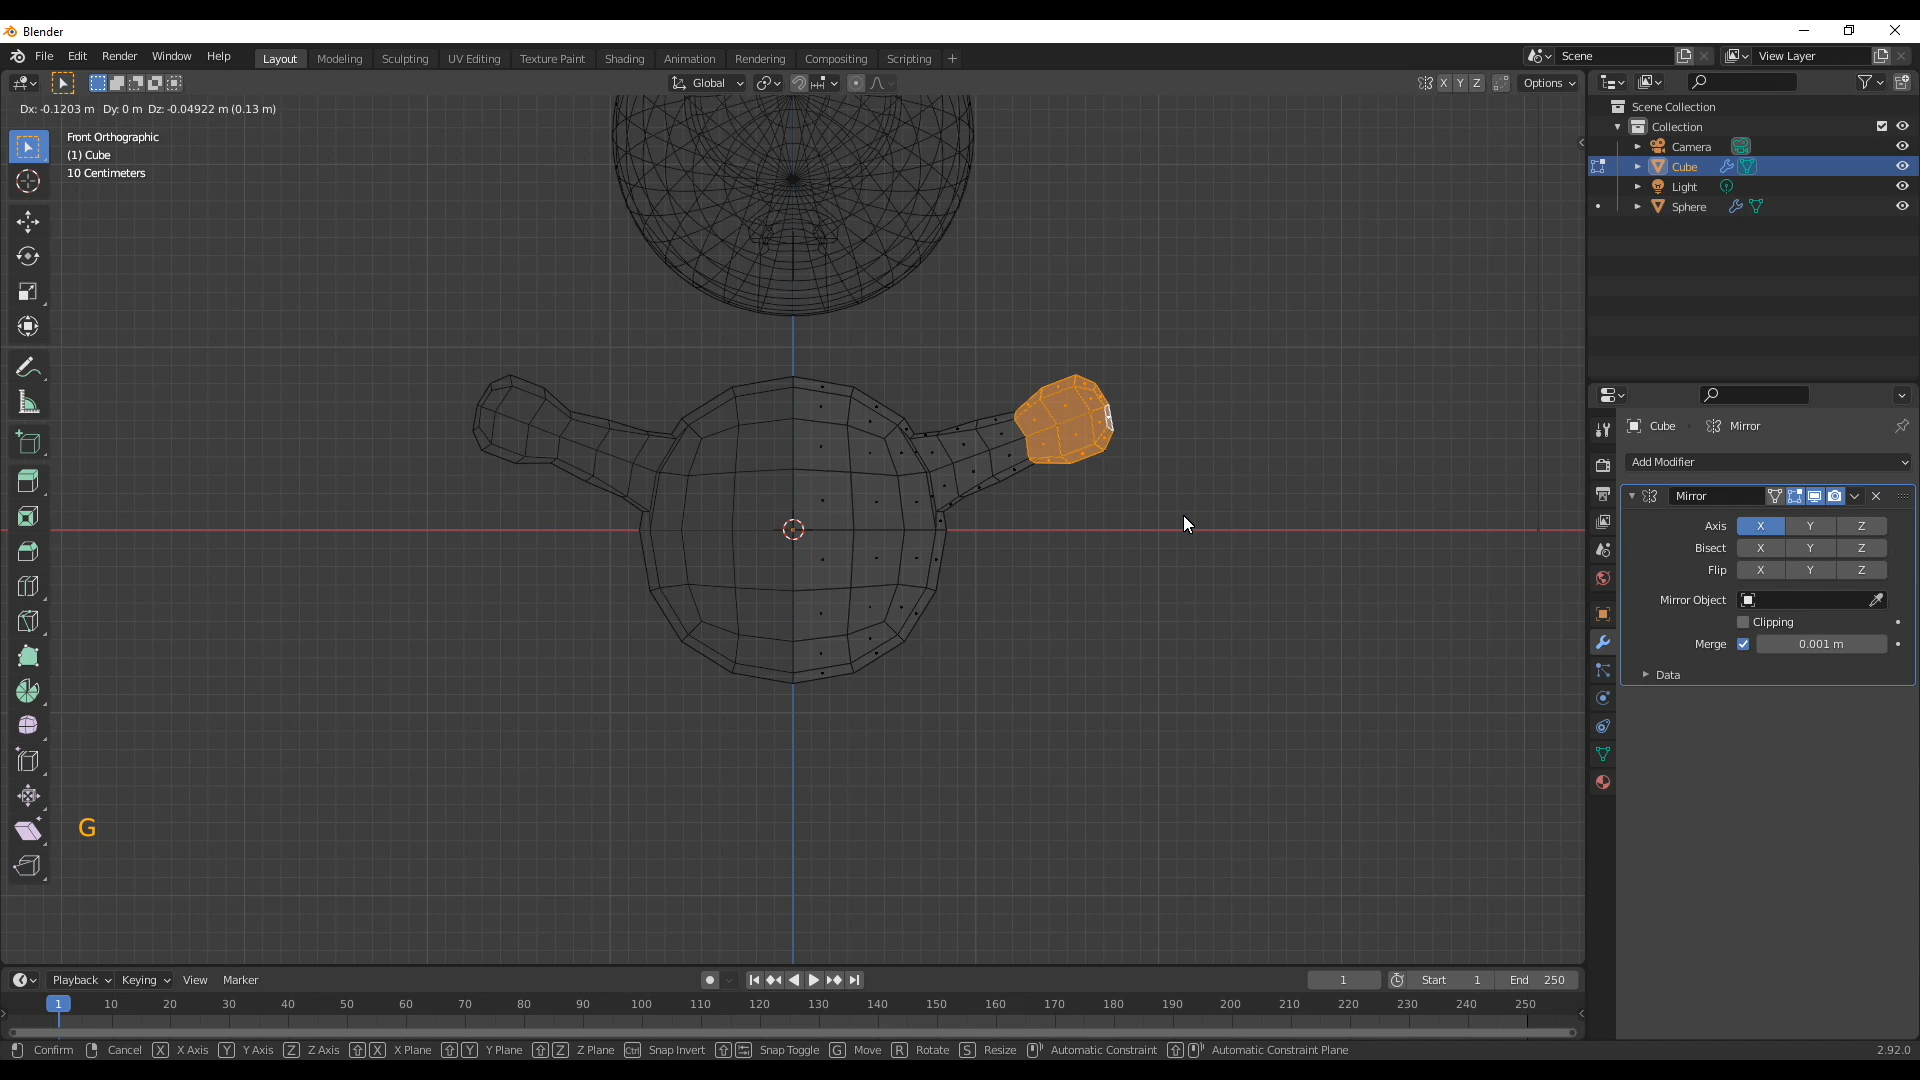 Blender
File Edit Render Window Help Layout Modeling Sculpting UV Editing Texture Paint Shading Animation Rendering Compositing Scripting + Scene View Layer
Global X Y Z Options
Dx: -0.1203 m Dy: 0 m Dz: -0.04922 m (0.13 m)
Front Orthographic
(1) Cube
10 Centimeters
G
Scene Collection
Collection
Camera
Cube
Light
Sphere
Cube Mirror
Add Modifier
Mirror
Axis X Y Z
Bisect X Y Z
Flip X Y Z
Mirror Object
Clipping
Merge 0.001 m
Data
Playback Keying View Marker 1 Start 1 End 250
1 10 20 30 40 50 60 70 80 90 100 110 120 130 140 150 160 170 180 190 200 210 220 230 240 250
Confirm Cancel X X Axis Y Y Axis Z Z Axis X X Plane Y Y Plane Z Z Plane Ctrl Snap Invert Snap Toggle G Move R Rotate S Resize Automatic Constraint Automatic Constraint Plane 2.92.0